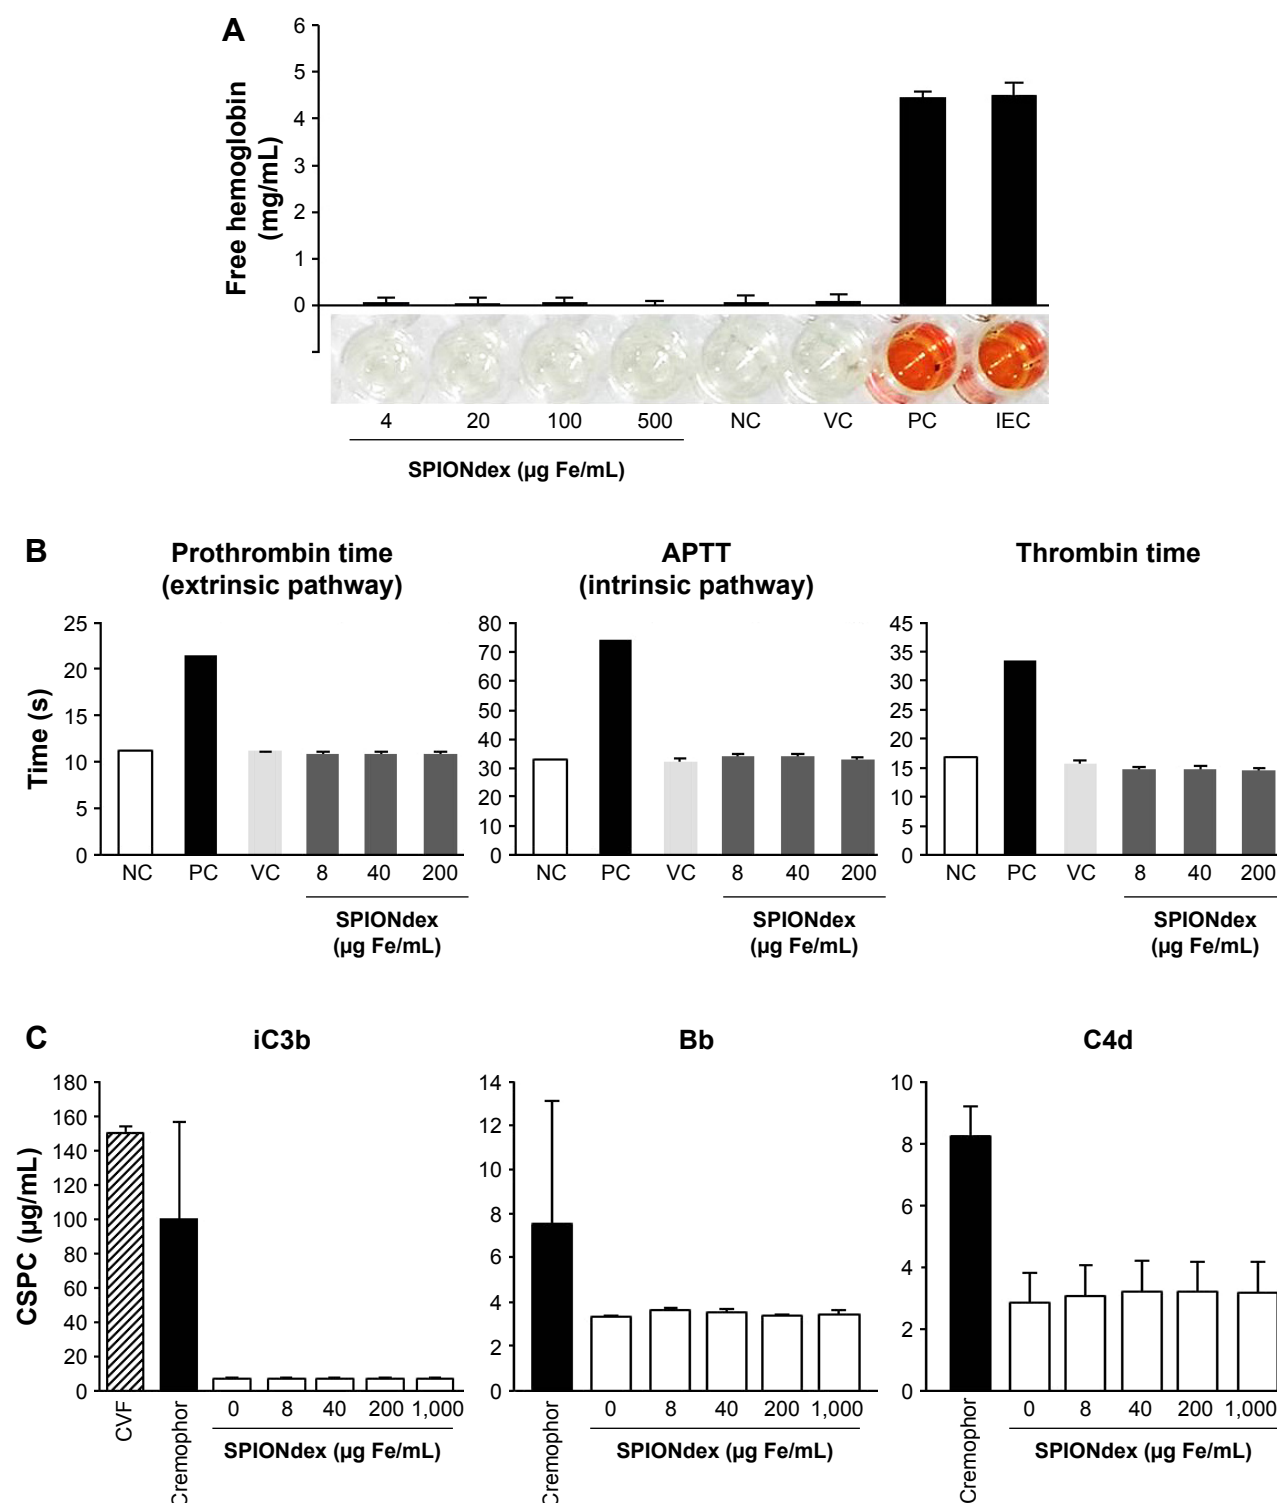 A
Free hemoglobin
(mg/mL)
6
5
4
3
2
1
0
4 20 100 500 NC VC PC IEC
SPIONdex (µg Fe/mL)
B
Prothrombin time
(extrinsic pathway)
APTT
(intrinsic pathway)
Thrombin time
Time (s)
25
20
15
10
5
0
NC PC VC 8 40 200
SPIONdex
(µg Fe/mL)
80
70
60
50
40
30
20
10
0
NC PC VC 8 40 200
SPIONdex
(µg Fe/mL)
45
35
30
25
20
15
10
5
0
NC PC VC 8 40 200
SPIONdex
(µg Fe/mL)
C
iC3b
Bb
C4d
CSPC (µg/mL)
180
160
140
120
100
80
60
40
20
0
CVF
Cremophor
0 8 40 200 1,000
SPIONdex (µg Fe/mL)
14
12
10
8
6
4
2
0
Cremophor
0 8 40 200 1,000
SPIONdex (µg Fe/mL)
10
8
6
4
2
0
Cremophor
0 8 40 200 1,000
SPIONdex (µg Fe/mL)